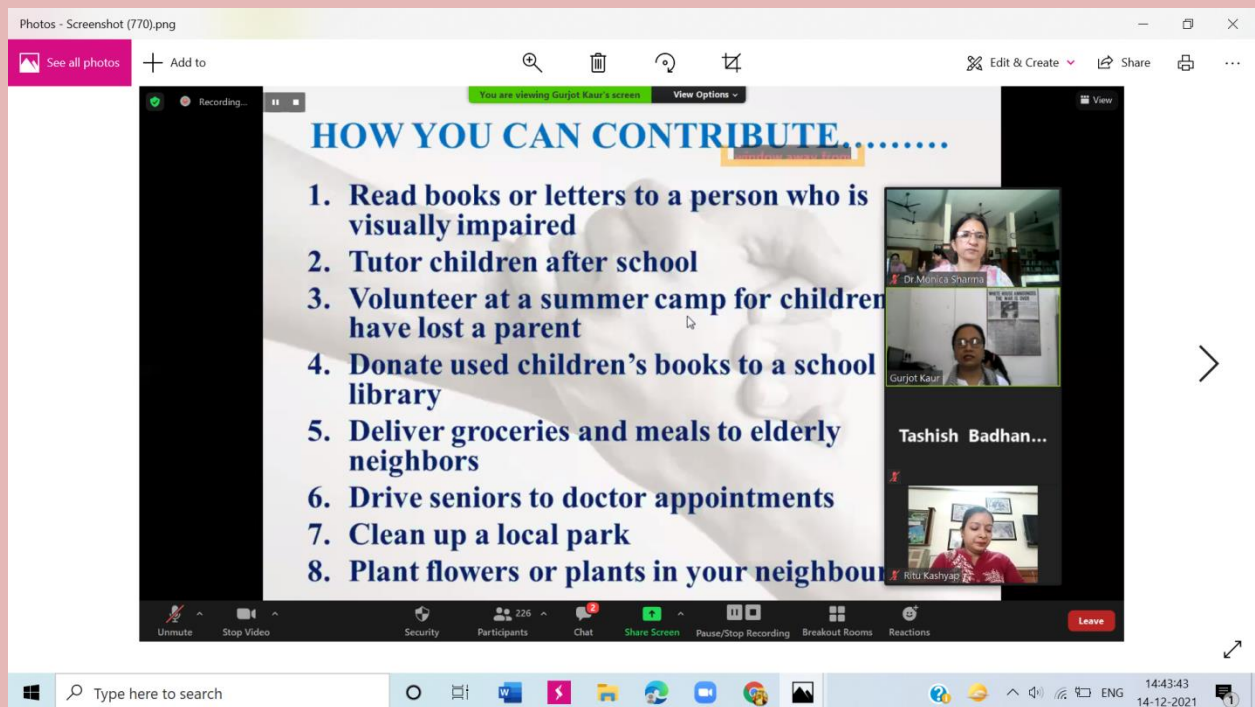 Photos - Screenshot (770).png
See all photos
Add to
Edit & Create
Share
Recording...
You are viewing Gurjot Kaur's screen
View Options
View
HOW YOU CAN CONTRIBUTE.........
window away from
1. Read books or letters to a person who is
visually impaired
2. Tutor children after school
3. Volunteer at a summer camp for children
have lost a parent
4. Donate used children's books to a school
library
5. Deliver groceries and meals to elderly
neighbors
6. Drive seniors to doctor appointments
7. Clean up a local park
8. Plant flowers or plants in your neighbour
Dr.Monica Sharma
Gurjot Kaur
Tashish Badhan...
Ritu Kashyap
Unmute
Stop Video
Security
226
Participants
2
Chat
Share Screen
Pause/Stop Recording
Breakout Rooms
Reactions
Leave
Type here to search
ENG
14:43:43
14-12-2021
1